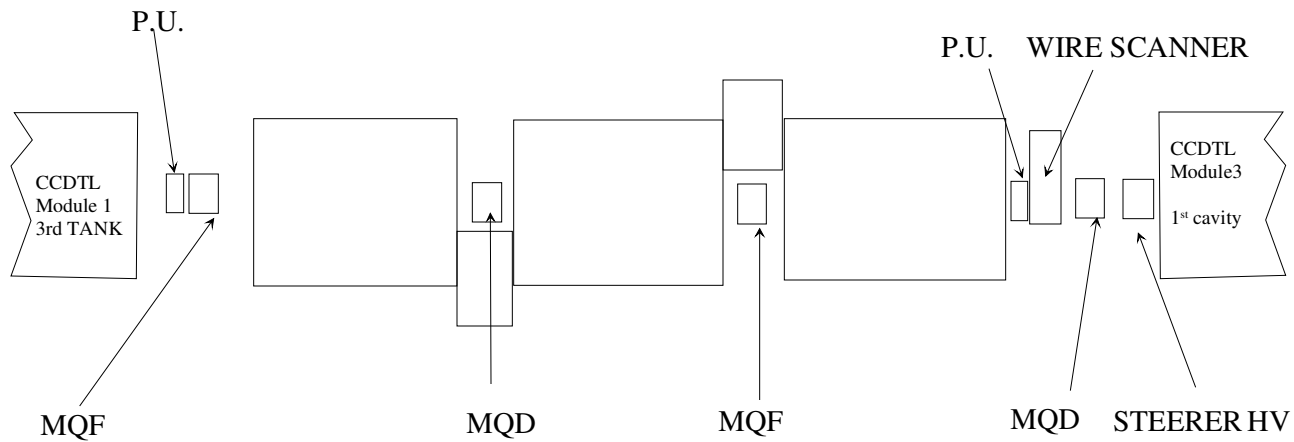 P.U.
P.U. WIRE SCANNER
CCDTL
Module 1
3rd TANK
CCDTL
Module3
1st cavity
MQF
MQD
MQF
MQD
STEERER HV